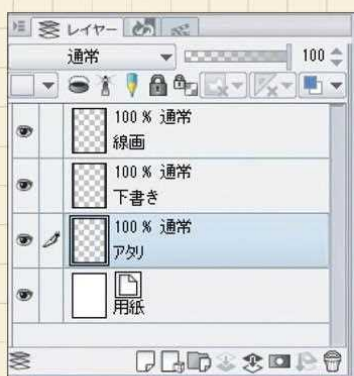 レイヤー
通常 100
100 % 通常
線画
100 % 通常
下書き
100 % 通常
アタリ
用紙